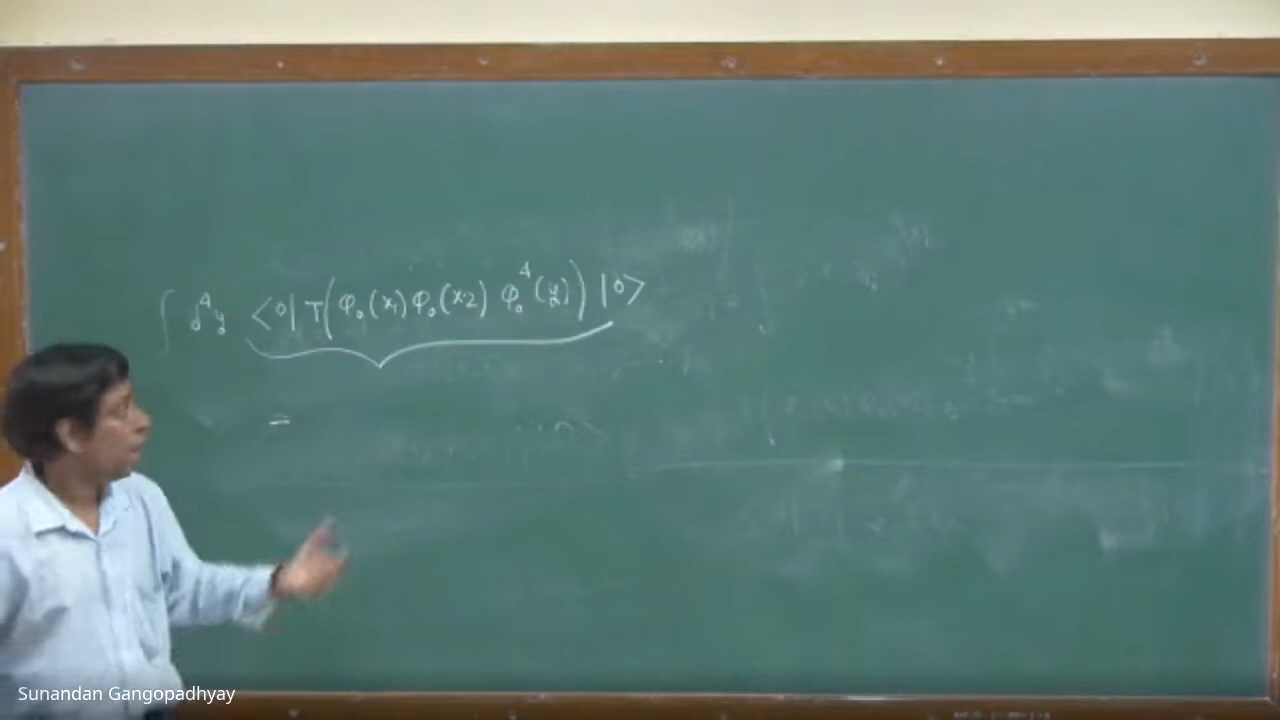 ∫ d⁴y <0| T(φ₀(x₁) φ₀(x₂) φ₀⁴(y)) |0>
=
Sunandan Gangopadhyay